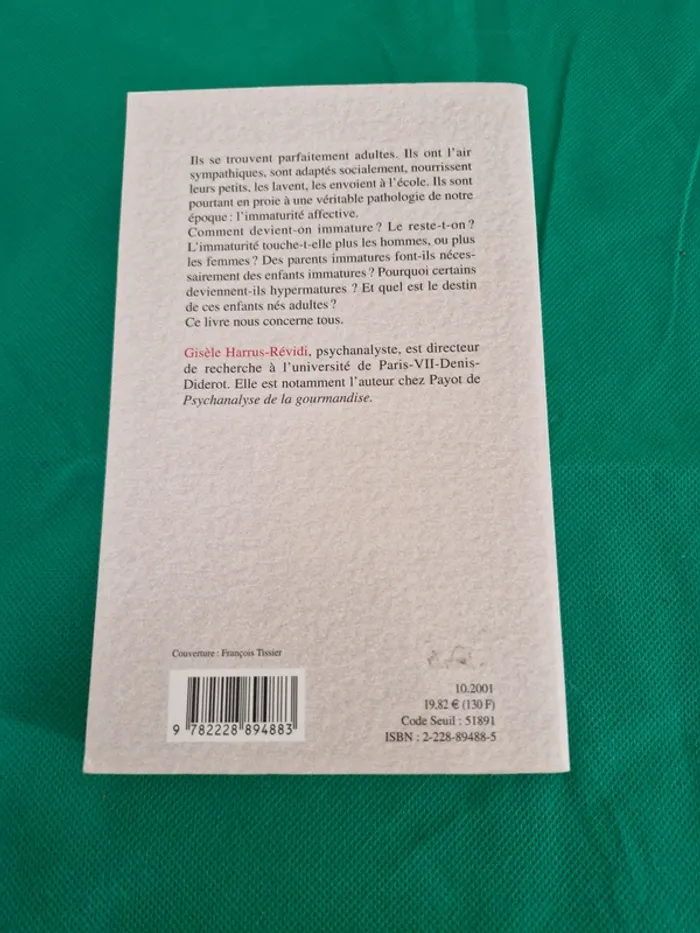 Ils se trouvent parfaitement adultes. Ils ont l'air
sympathiques, sont adaptés socialement, nourrissent
leurs petits, les lavent, les envoient à l'école. Ils sont
pourtant en proie à une véritable pathologie de notre
époque : l'immaturité affective.
Comment devient-on immature ? Le reste-t-on ?
L'immaturité touche-t-elle plus les hommes, ou plus
les femmes ? Des parents immatures font-ils néces-
sairement des enfants immatures ? Pourquoi certains
deviennent-ils hypermatures ? Et quel est le destin
de ces enfants nés adultes ?
Ce livre nous concerne tous.
Gisèle Harrus-Révidi, psychanalyste, est directeur
de recherche à l'université de Paris-VII-Denis-
Diderot. Elle est notamment l'auteur chez Payot de
Psychanalyse de la gourmandise.
Couverture : François Tissier
9 782228 894883
10.2001
19,82 € (130 F)
Code Seuil : 51891
ISBN : 2-228-89488-5